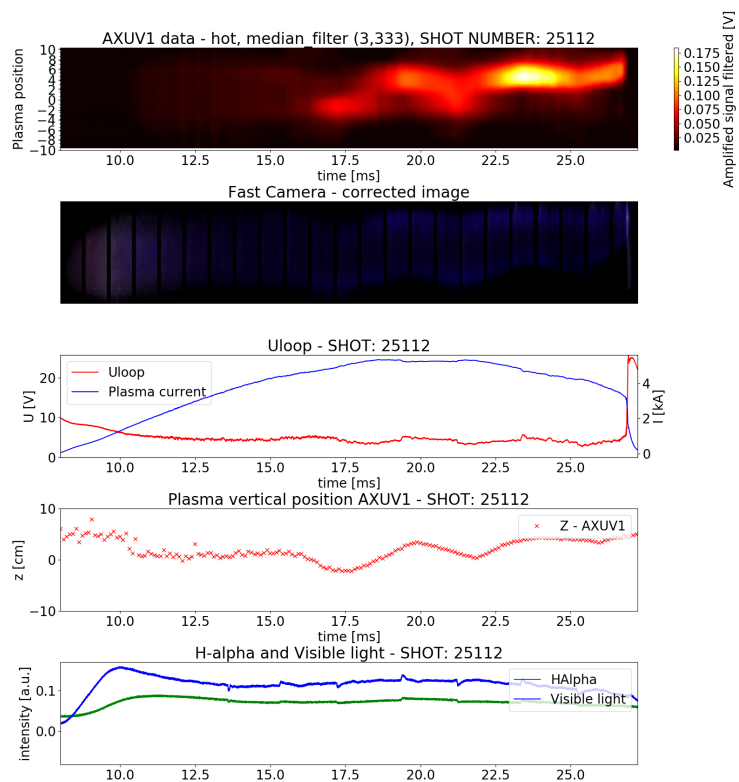 AXUV1 data - hot, median_filter (3,333), SHOT NUMBER: 25112
Plasma position
10
8
6
4
2
0
−2
−4
−6
−8
−10
10.0 12.5 15.0 17.5 20.0 22.5 25.0
time [ms]
0.175
0.150
0.125
0.100
0.075
0.050
0.025
Amplified signal filtered [V]
Fast Camera - corrected image
Uloop - SHOT: 25112
U [V]
20
10
0
Uloop
Plasma current
4
2
0
I [kA]
10.0 12.5 15.0 17.5 20.0 22.5 25.0
time [ms]
Plasma vertical position AXUV1 - SHOT: 25112
z [cm]
10
0
−10
Z - AXUV1
10.0 12.5 15.0 17.5 20.0 22.5 25.0
time [ms]
H-alpha and Visible light - SHOT: 25112
intensity [a.u.]
0.1
0.0
HAlpha
Visible light
10.0 12.5 15.0 17.5 20.0 22.5 25.0
time [ms]